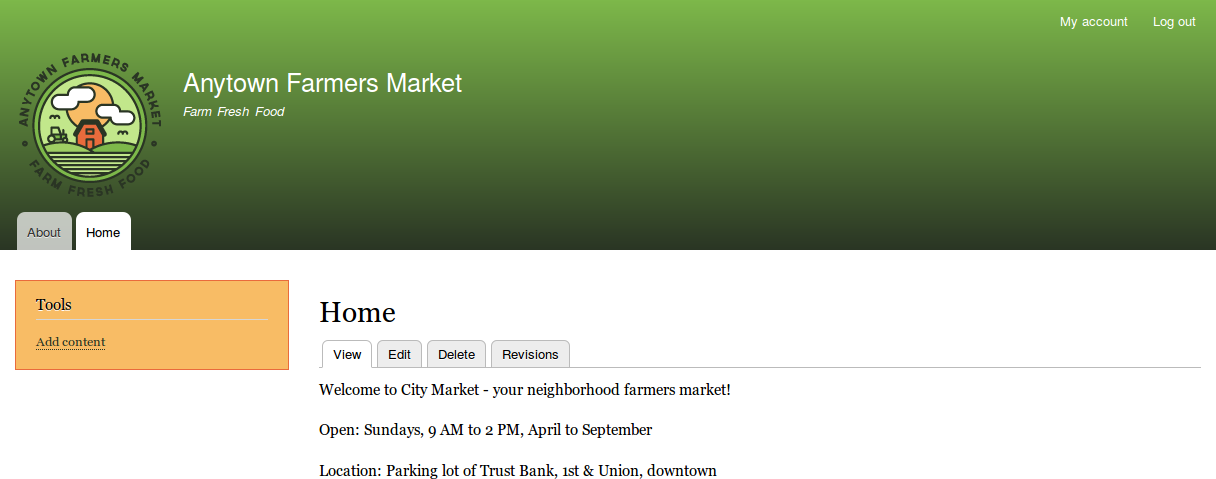 My account Log out
ANYTOWN FARMERS MARKET
FARM FRESH FOOD
Anytown Farmers Market
Farm Fresh Food
About Home
Tools
Add content
Home
View Edit Delete Revisions
Welcome to City Market - your neighborhood farmers market!
Open: Sundays, 9 AM to 2 PM, April to September
Location: Parking lot of Trust Bank, 1st & Union, downtown